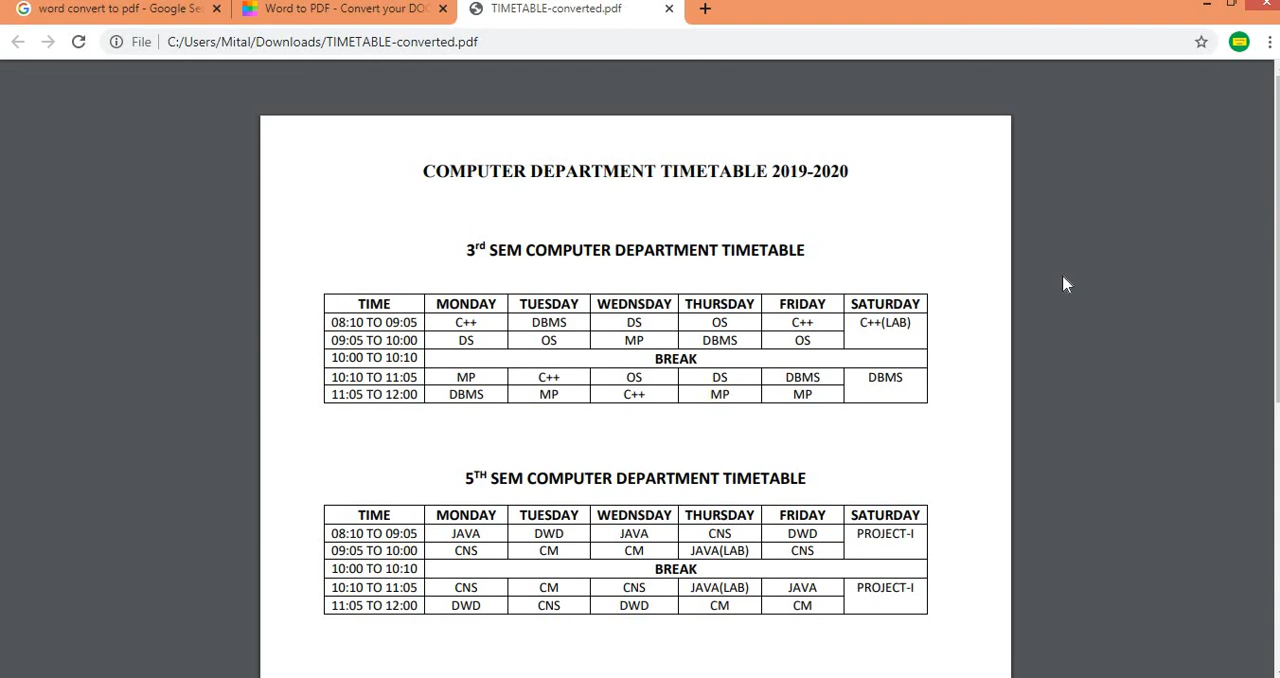 word convert to pdf - Google Se
Word to PDF - Convert your DOC
TIMETABLE-converted.pdf
File C:/Users/Mital/Downloads/TIMETABLE-converted.pdf
COMPUTER DEPARTMENT TIMETABLE 2019-2020
3rd SEM COMPUTER DEPARTMENT TIMETABLE
TIME MONDAY TUESDAY WEDNSDAY THURSDAY FRIDAY SATURDAY
08:10 TO 09:05 C++ DBMS DS OS C++ C++(LAB)
09:05 TO 10:00 DS OS MP DBMS OS
10:00 TO 10:10 BREAK
10:10 TO 11:05 MP C++ OS DS DBMS DBMS
11:05 TO 12:00 DBMS MP C++ MP MP
5TH SEM COMPUTER DEPARTMENT TIMETABLE
TIME MONDAY TUESDAY WEDNSDAY THURSDAY FRIDAY SATURDAY
08:10 TO 09:05 JAVA DWD JAVA CNS DWD PROJECT-I
09:05 TO 10:00 CNS CM CM JAVA(LAB) CNS
10:00 TO 10:10 BREAK
10:10 TO 11:05 CNS CM CNS JAVA(LAB) JAVA PROJECT-I
11:05 TO 12:00 DWD CNS DWD CM CM